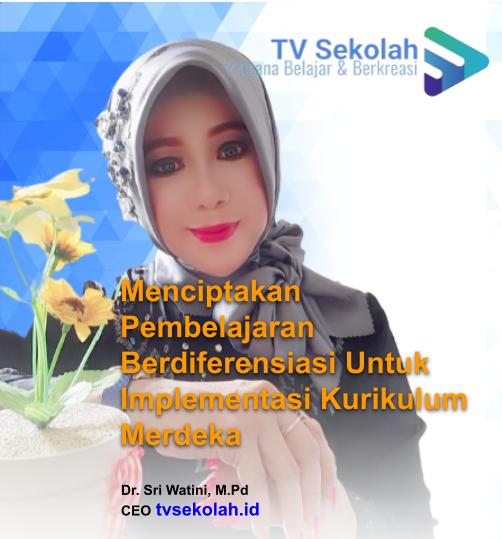 TV Sekolah
Wahana Belajar & Berkreasi
Menciptakan
Pembelajaran
Berdiferensiasi Untuk
Implementasi Kurikulum
Merdeka
Dr. Sri Watini, M.Pd
CEO tvsekolah.id